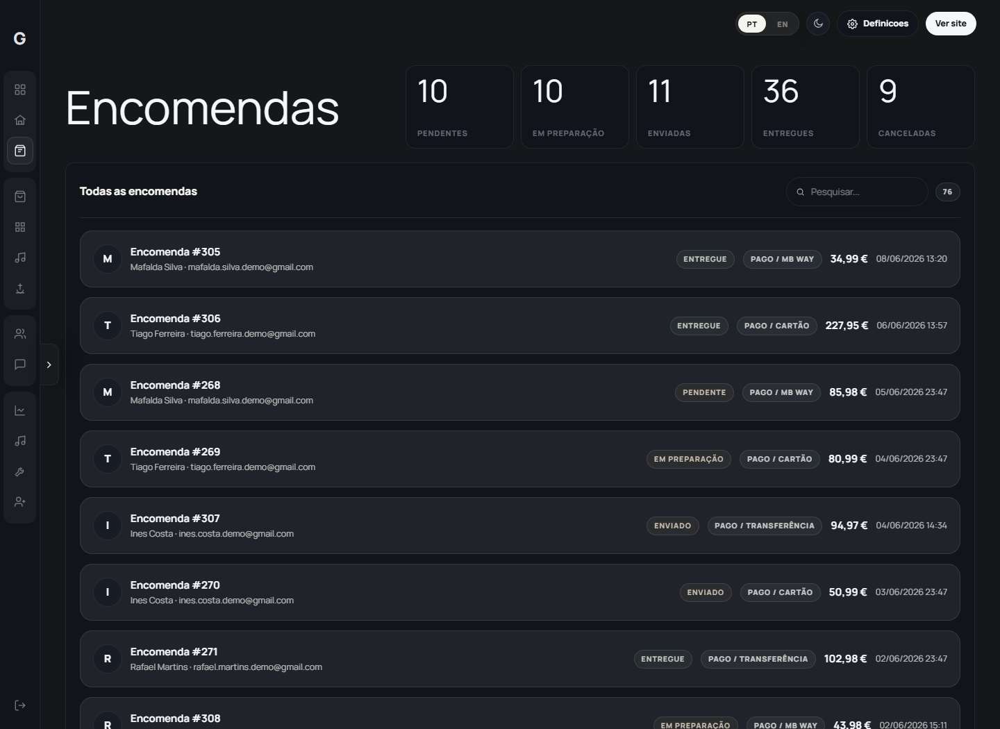 G
PT EN Definicoes Ver site
Encomendas
10 10 11 36 9
PENDENTES EM PREPARAÇÃO ENVIADAS ENTREGUES CANCELADAS
Todas as encomendas Pesquisar... 76
M Encomenda #305
Mafalda Silva · mafalda.silva.demo@gmail.com
ENTREGUE PAGO / MB WAY 34,99 € 08/06/2026 13:20
T Encomenda #306
Tiago Ferreira · tiago.ferreira.demo@gmail.com
ENTREGUE PAGO / CARTÃO 227,95 € 06/06/2026 13:57
M Encomenda #268
Mafalda Silva · mafalda.silva.demo@gmail.com
PENDENTE PAGO / MB WAY 85,98 € 05/06/2026 23:47
T Encomenda #269
Tiago Ferreira · tiago.ferreira.demo@gmail.com
EM PREPARAÇÃO PAGO / CARTÃO 80,99 € 04/06/2026 23:47
I Encomenda #307
Ines Costa · ines.costa.demo@gmail.com
ENVIADO PAGO / TRANSFERÊNCIA 94,97 € 04/06/2026 14:34
I Encomenda #270
Ines Costa · ines.costa.demo@gmail.com
ENVIADO PAGO / CARTÃO 50,99 € 03/06/2026 23:47
R Encomenda #271
Rafael Martins · rafael.martins.demo@gmail.com
ENTREGUE PAGO / TRANSFERÊNCIA 102,98 € 02/06/2026 23:47
R Encomenda #308
EM PREPARAÇÃO PAGO / MB WAY 43,98 € 02/06/2026 15:11